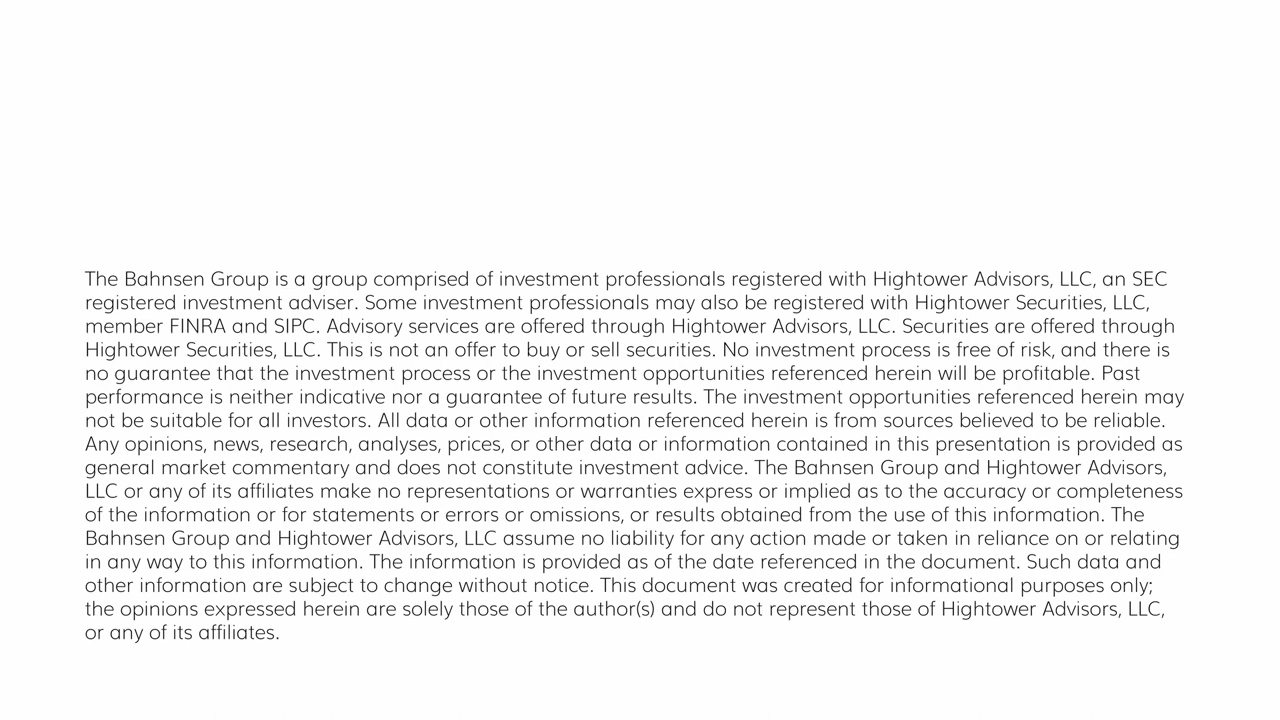 The Bahnsen Group is a group comprised of investment professionals registered with Hightower Advisors, LLC, an SEC
registered investment adviser. Some investment professionals may also be registered with Hightower Securities, LLC,
member FINRA and SIPC. Advisory services are offered through Hightower Advisors, LLC. Securities are offered through
Hightower Securities, LLC. This is not an offer to buy or sell securities. No investment process is free of risk, and there is
no guarantee that the investment process or the investment opportunities referenced herein will be profitable. Past
performance is neither indicative nor a guarantee of future results. The investment opportunities referenced herein may
not be suitable for all investors. All data or other information referenced herein is from sources believed to be reliable.
Any opinions, news, research, analyses, prices, or other data or information contained in this presentation is provided as
general market commentary and does not constitute investment advice. The Bahnsen Group and Hightower Advisors,
LLC or any of its affiliates make no representations or warranties express or implied as to the accuracy or completeness
of the information or for statements or errors or omissions, or results obtained from the use of this information. The
Bahnsen Group and Hightower Advisors, LLC assume no liability for any action made or taken in reliance on or relating
in any way to this information. The information is provided as of the date referenced in the document. Such data and
other information are subject to change without notice. This document was created for informational purposes only;
the opinions expressed herein are solely those of the author(s) and do not represent those of Hightower Advisors, LLC,
or any of its affiliates.